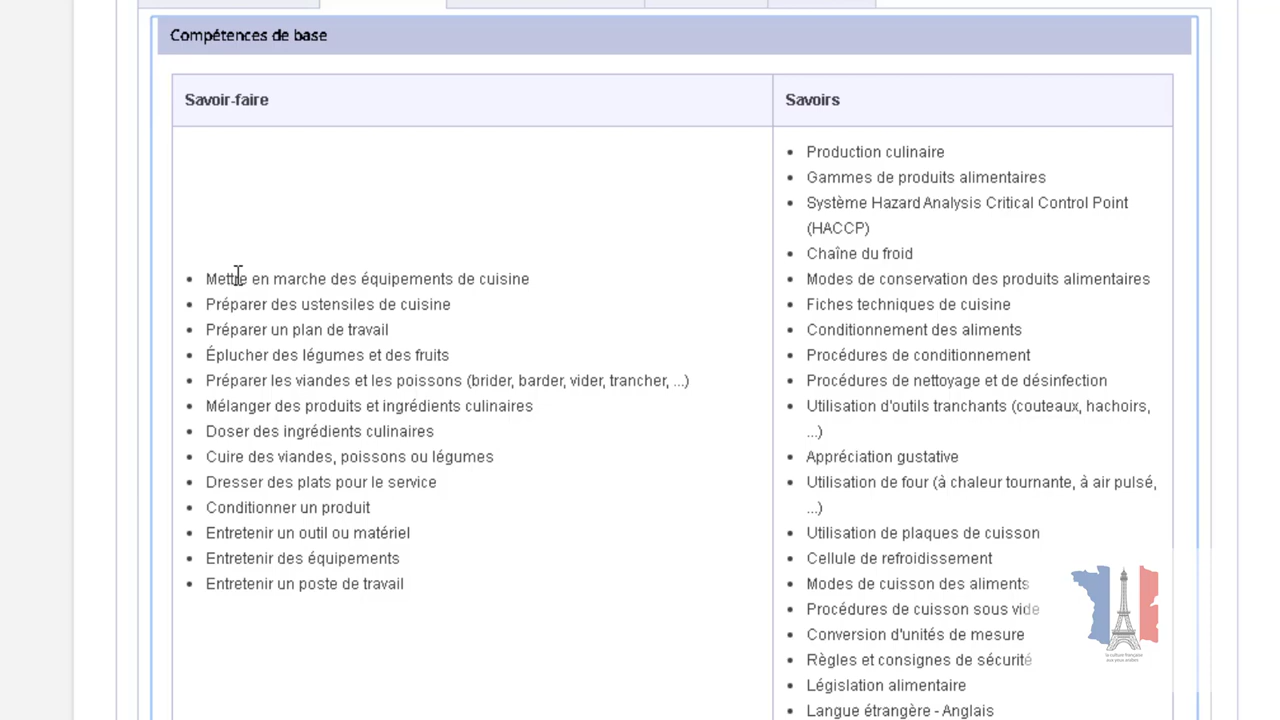 Compétences de base
Savoir-faire
Savoirs
Mettre en marche des équipements de cuisine
Préparer des ustensiles de cuisine
Préparer un plan de travail
Éplucher des légumes et des fruits
Préparer les viandes et les poissons (brider, barder, vider, trancher, ...)
Mélanger des produits et ingrédients culinaires
Doser des ingrédients culinaires
Cuire des viandes, poissons ou légumes
Dresser des plats pour le service
Conditionner un produit
Entretenir un outil ou matériel
Entretenir des équipements
Entretenir un poste de travail
Production culinaire
Gammes de produits alimentaires
Système Hazard Analysis Critical Control Point
(HACCP)
Chaîne du froid
Modes de conservation des produits alimentaires
Fiches techniques de cuisine
Conditionnement des aliments
Procédures de conditionnement
Procédures de nettoyage et de désinfection
Utilisation d'outils tranchants (couteaux, hachoirs,
...)
Appréciation gustative
Utilisation de four (à chaleur tournante, à air pulsé,
...)
Utilisation de plaques de cuisson
Cellule de refroidissement
Modes de cuisson des aliments
Procédures de cuisson sous vide
Conversion d'unités de mesure
Règles et consignes de sécurité
Législation alimentaire
Langue étrangère - Anglais
la culture française
aux yeux arabes